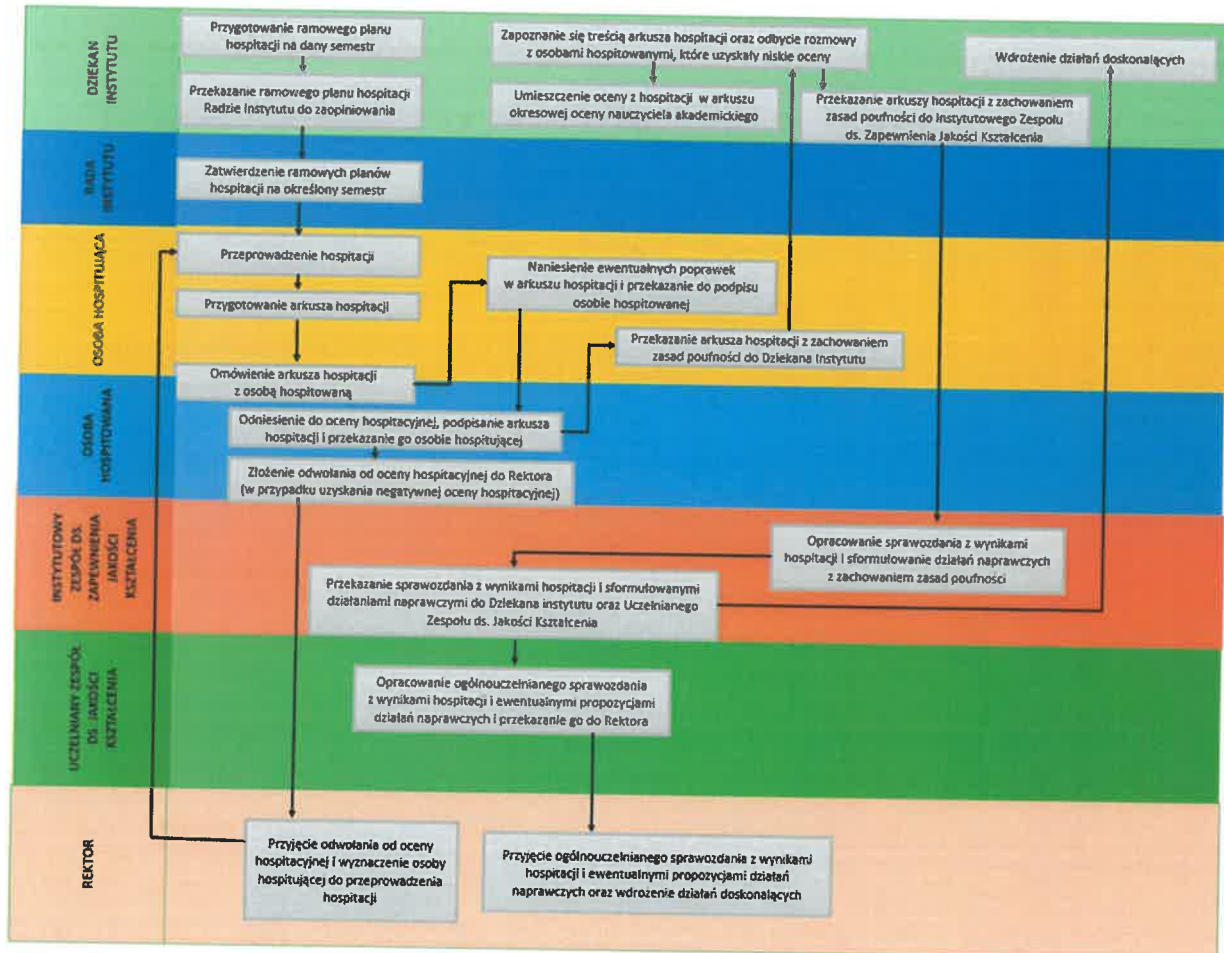 DZIEKAN
INSTYTUTU
Przygotowanie ramowego planu
hospitacji na dany semestr
Przekazanie ramowego planu hospitacji
Radzie Instytutu do zaopiniowania
Zapoznanie się treścią arkusza hospitacji oraz odbycie rozmowy
z osobami hospitowanymi, które uzyskały niskie oceny
Umieszczenie oceny z hospitacji w arkuszu
okresowej oceny nauczyciela akademickiego
Przekazanie arkuszy hospitacji z zachowaniem
zasad poufności do Instytutowego Zespołu
ds. Zapewnienia Jakości Kształcenia
Wdrożenie działań doskonalących
RADA
INSTYTUTU
Zatwierdzenie ramowych planów
hospitacji na określony semestr
OSOBA HOSPITUJĄCA
Przeprowadzenie hospitacji
Przygotowanie arkusza hospitacji
Omówienie arkusza hospitacji
z osobą hospitowaną
Naniesienie ewentualnych poprawek
w arkuszu hospitacji i przekazanie do podpisu
osobie hospitowanej
Przekazanie arkusza hospitacji z zachowaniem
zasad poufności do Dziekana Instytutu
OSOBA
HOSPITOWANA
Odniesienie do oceny hospitacyjnej, podpisanie arkusza
hospitacji i przekazanie go osobie hospitującej
Złożenie odwołania od oceny hospitacyjnej do Rektora
(w przypadku uzyskania negatywnej oceny hospitacyjnej)
INSTYTUTOWY
ZESPÓŁ DS.
ZAPEWNIENIA
JAKOŚCI
KSZTAŁCENIA
Opracowanie sprawozdania z wynikami
hospitacji i sformułowanie działań naprawczych
z zachowaniem zasad poufności
Przekazanie sprawozdania z wynikami hospitacji i sformułowanymi
działaniami naprawczymi do Dziekana instytutu oraz Uczelnianego
Zespołu ds. Jakości Kształcenia
UCZELNIANY ZESPÓŁ
DS. JAKOŚCI
KSZTAŁCENIA
Opracowanie ogólnouczelnianego sprawozdania
z wynikami hospitacji i ewentualnymi propozycjami
działań naprawczych i przekazanie go do Rektora
REKTOR
Przyjęcie odwołania od oceny
hospitacyjnej i wyznaczenie osoby
hospitującej do przeprowadzenia
hospitacji
Przyjęcie ogólnouczelnianego sprawozdania z wynikami
hospitacji i ewentualnymi propozycjami działań
naprawczych oraz wdrożenie działań doskonalących